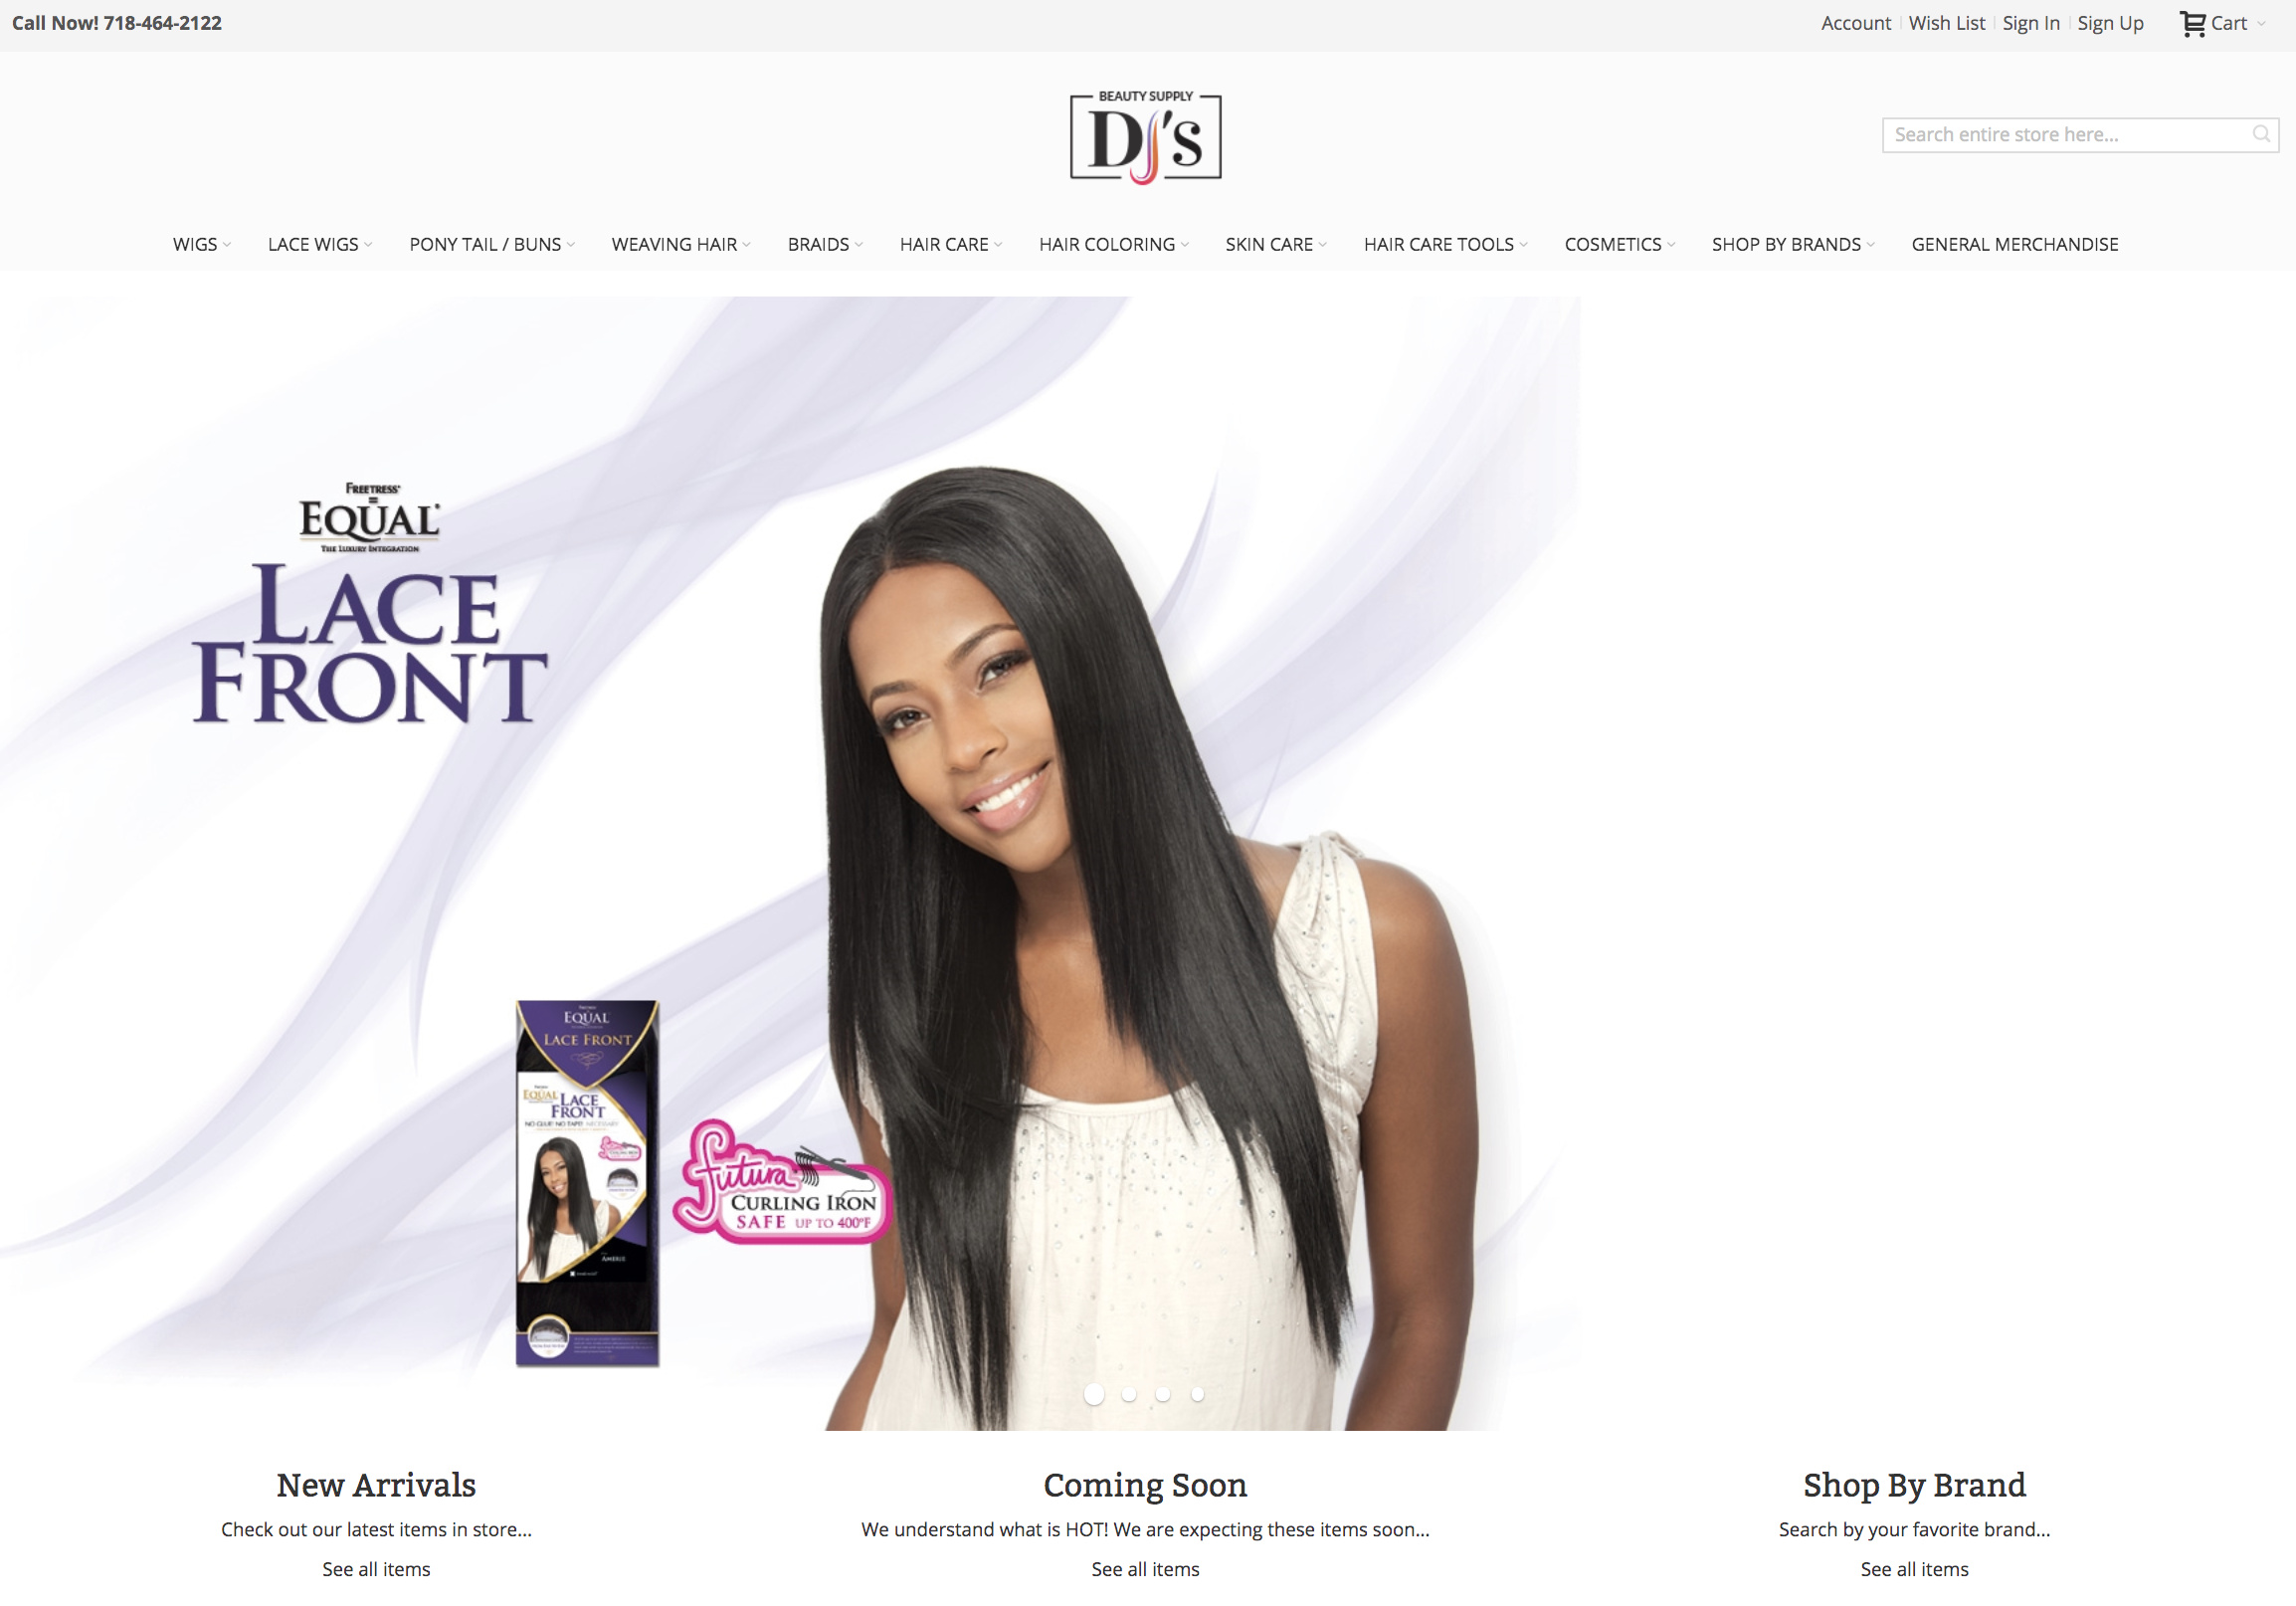 Call Now! 718-464-2122
Account Wish List Sign In Sign Up Cart
BEAUTY SUPPLY
DJ's
Search entire store here...
WIGS LACE WIGS PONY TAIL / BUNS WEAVING HAIR BRAIDS HAIR CARE HAIR COLORING SKIN CARE HAIR CARE TOOLS COSMETICS SHOP BY BRANDS GENERAL MERCHANDISE
FREETRESS
EQUAL
THE LUXURY INTEGRATION
LACE
FRONT
EQUAL
LACE FRONT
EQUAL LACE
FRONT
NO GLUE! NO TAPE! NECESSARY
AMERIE
futura
CURLING IRON
SAFE UP TO 400°F
New Arrivals
Check out our latest items in store...
See all items
Coming Soon
We understand what is HOT! We are expecting these items soon...
See all items
Shop By Brand
Search by your favorite brand...
See all items